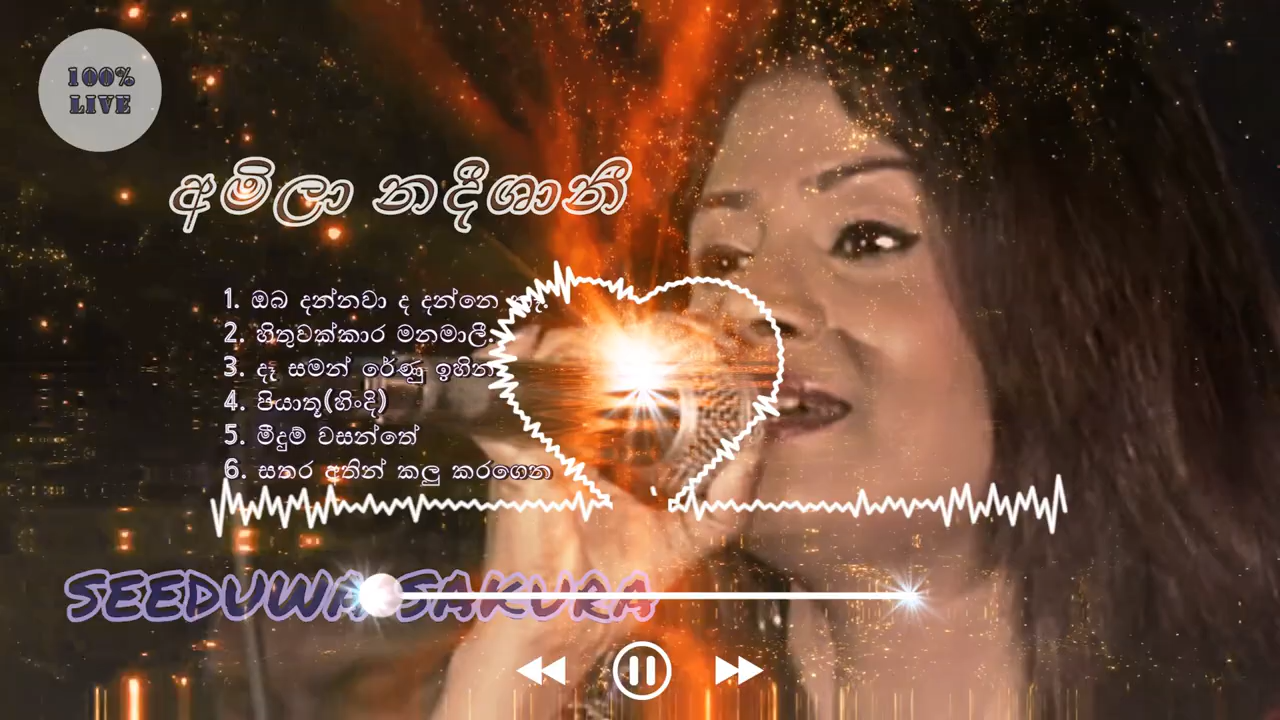 100%
LIVE
අමිලා නදීශානී
1. ඔබ දන්නවා ද දන්නෙ
2. හිතුවක්කාර මනමාලී.
3. දෑ සමන් රේණු ඉහින
4. පියාතූ(හිංදි)
5. මීදුම් වසන්තේ
6. සතර අතින් කලු කරගෙන
SEEDUWA SAKURA